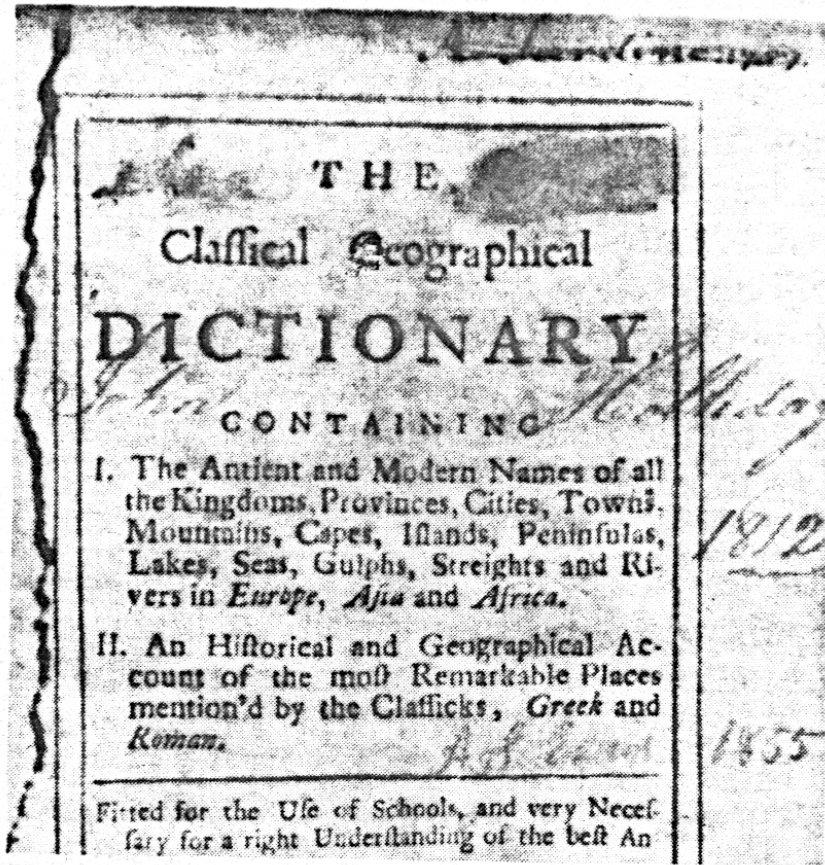 THE
Claſſical Geographical
DICTIONARY.
John
CONTAINING
I. The Antient and Modern Names of all
the Kingdoms, Provinces, Cities, Towns,
Mountains, Capes, Iſlands, Peninſulas,
1812
Lakes, Seas, Gulphs, Streights and Ri-
vers in Europe, Aſia and Africa.
II. An Hiſtorical and Geographical Ac-
count of the moſt Remarkable Places
mention'd by the Claſſicks, Greek and
Roman.
1855
Fitted for the Uſe of Schools, and very Neceſ-
ſary for a right Underſtanding of the beſt An